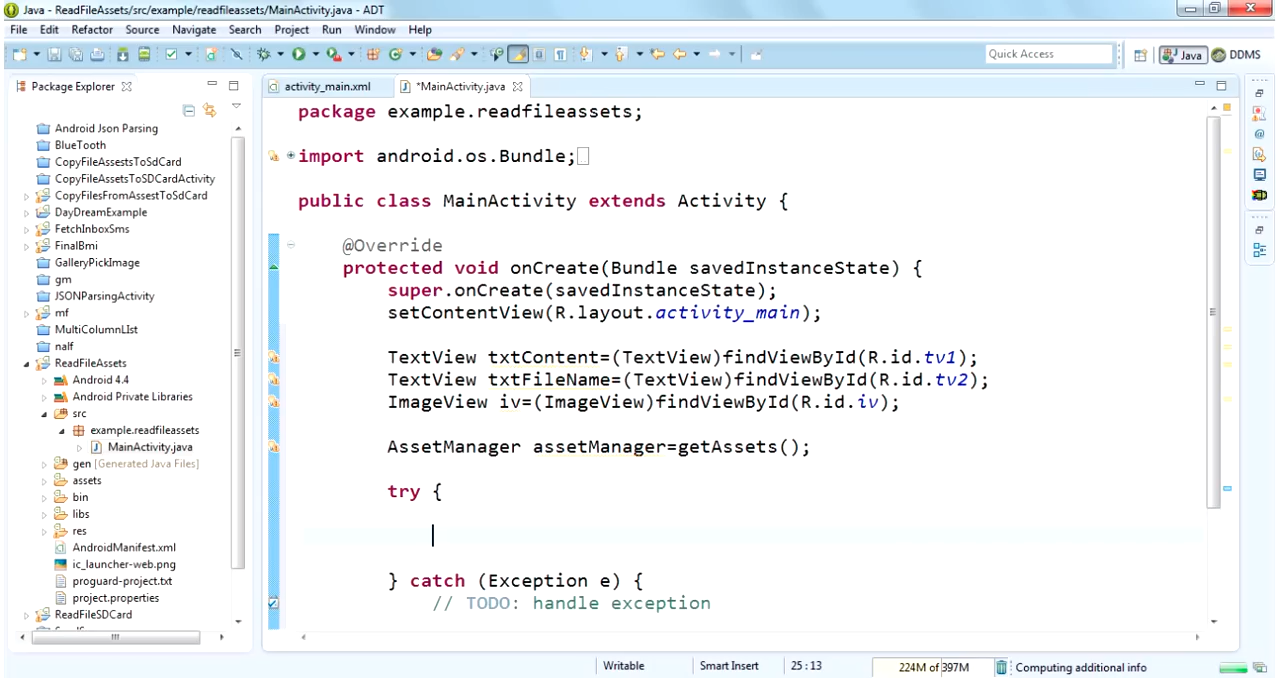 Java - ReadFileAssets/src/example/readfileassets/MainActivity.java - ADT
File Edit Refactor Source Navigate Search Project Run Window Help
Quick Access Java DDMS
Package Explorer
Android Json Parsing
BlueTooth
CopyFileAssestsToSdCard
CopyFileAssetsToSDCardActivity
CopyFilesFromAssestToSdCard
DayDreamExample
FetchInboxSms
FinalBmi
GalleryPickImage
gm
JSONParsingActivity
mf
MultiColumnLIst
nalf
ReadFileAssets
Android 4.4
Android Private Libraries
src
example.readfileassets
MainActivity.java
gen [Generated Java Files]
assets
bin
libs
res
AndroidManifest.xml
ic_launcher-web.png
proguard-project.txt
project.properties
ReadFileSDCard
activity_main.xml *MainActivity.java
package example.readfileassets;
import android.os.Bundle;
public class MainActivity extends Activity {
@Override
protected void onCreate(Bundle savedInstanceState) {
super.onCreate(savedInstanceState);
setContentView(R.layout.activity_main);
TextView txtContent=(TextView)findViewById(R.id.tv1);
TextView txtFileName=(TextView)findViewById(R.id.tv2);
ImageView iv=(ImageView)findViewById(R.id.iv);
AssetManager assetManager=getAssets();
try {
} catch (Exception e) {
// TODO: handle exception
Writable Smart Insert 25 : 13 224M of 397M Computing additional info